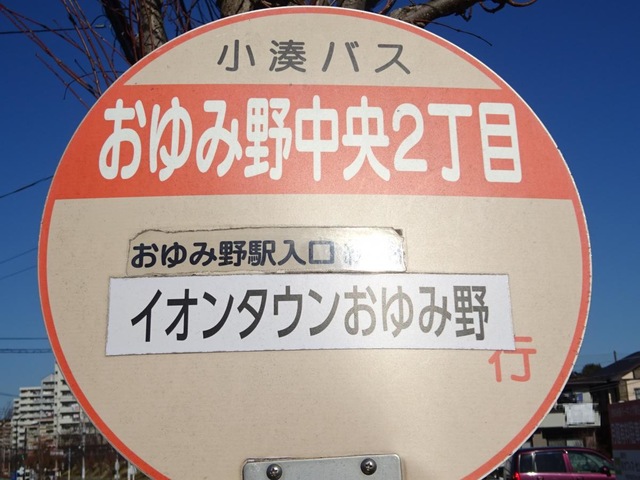 小湊バス
おゆみ野中央2丁目
おゆみ野駅入口
イオンタウンおゆみ野
行